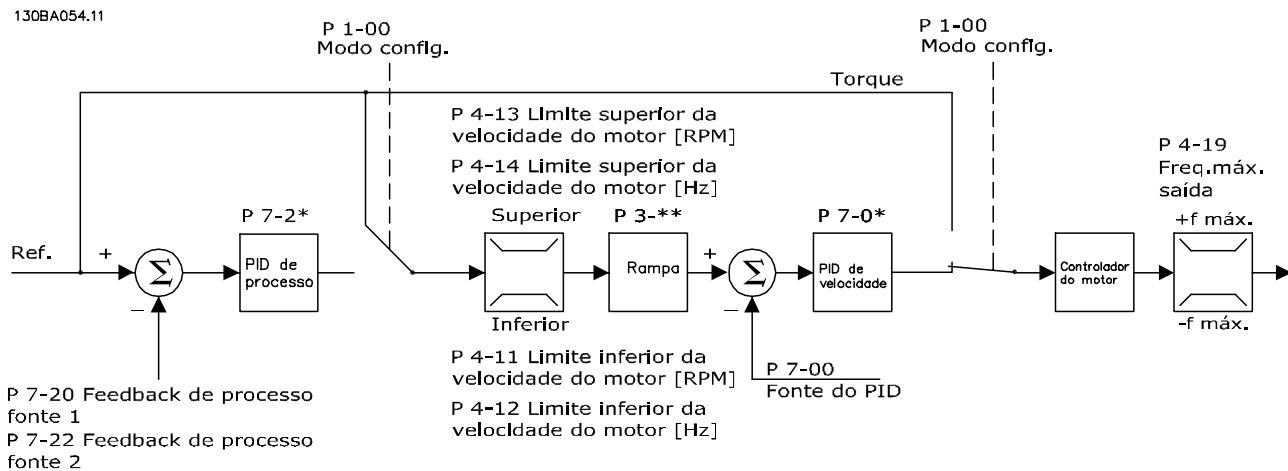 130BA054.11
P 1-00
Modo config.
P 1-00
Modo config.
Torque
P 4-13 Limite superior da
velocidade do motor [RPM]
P 4-14 Limite superior da
velocidade do motor [Hz]
P 4-19
Freq.máx.
saída
P 7-2*
Superior
P 3-**
P 7-0*
+f máx.
Ref.
+
Σ
PID de
processo
Rampa
+
Σ
PID de
velocidade
Controlador
do motor
−
Inferior
−
-f máx.
P 7-20 Feedback de processo
fonte 1
P 7-22 Feedback de processo
fonte 2
P 4-11 Limite inferior da
velocidade do motor [RPM]
P 4-12 Limite inferior da
velocidade do motor [Hz]
P 7-00
Fonte do PID